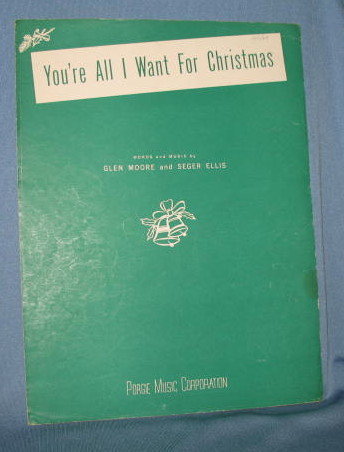 You're All I Want For Christmas
WORDS and MUSIC by
GLEN MOORE and SEGER ELLIS
PORGIE MUSIC CORPORATION